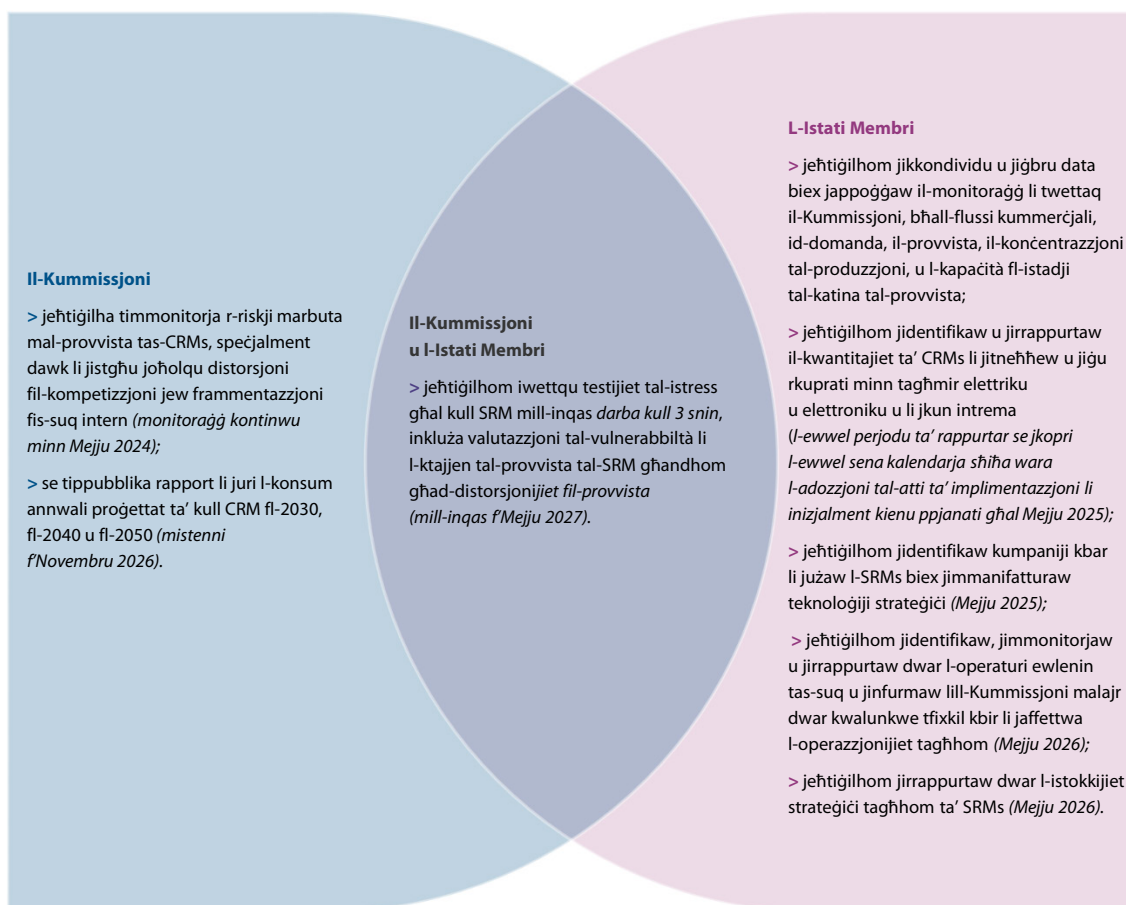 Il-Kummissjoni
> jeħtiġilha timmonitorja r-riskji marbuta
mal-provvista tas-CRMs, speċjalment
dawk li jistgħu joħolqu distorsjoni
fil-kompetizzjoni jew frammentazzjoni
fis-suq intern (monitoraġġ kontinwu
minn Mejju 2024);
> se tippubblika rapport li juri l-konsum
annwali proġettat ta' kull CRM fl-2030,
fl-2040 u fl-2050 (mistenni
f'Novembru 2026).
Il-Kummissjoni
u l-Istati Membri
> jeħtiġilhom iwettqu testijiet tal-istress
għal kull SRM mill-inqas darba kull 3 snin,
inkluża valutazzjoni tal-vulnerabbiltà li
l-ktajjen tal-provvista tal-SRM għandhom
għad-distorsjonijiet fil-provvista
(mill-inqas f'Mejju 2027).
L-Istati Membri
> jeħtiġilhom jikkondividu u jiġbru data
biex jappoġġaw il-monitoraġġ li twettaq
il-Kummissjoni, bħall-flussi kummerċjali,
id-domanda, il-provvista, il-konċentrazzjoni
tal-produzzjoni, u l-kapaċità fl-istadji
tal-katina tal-provvista;
> jeħtiġilhom jidentifikaw u jirrappurtaw
il-kwantitajiet ta' CRMs li jitneħħew u jiġu
rkuprati minn tagħmir elettriku
u elettroniku u li jkun intrema
(l-ewwel perjodu ta' rappurtar se jkopri
l-ewwel sena kalendarja sħiħa wara
l-adozzjoni tal-atti ta' implimentazzjoni li
inizjalment kienu ppjanati għal Mejju 2025);
> jeħtiġilhom jidentifikaw kumpaniji kbar
li jużaw l-SRMs biex jimmanifatturaw
teknoloġiji strateġiċi (Mejju 2025);
> jeħtiġilhom jidentifikaw, jimmonitorjaw
u jirrappurtaw dwar l-operaturi ewlenin
tas-suq u jinfurmaw lill-Kummissjoni malajr
dwar kwalunkwe tfixkil kbir li jaffettwa
l-operazzjonijiet tagħhom (Mejju 2026);
> jeħtiġilhom jirrappurtaw dwar l-istokkijiet
strateġiċi tagħhom ta' SRMs (Mejju 2026).